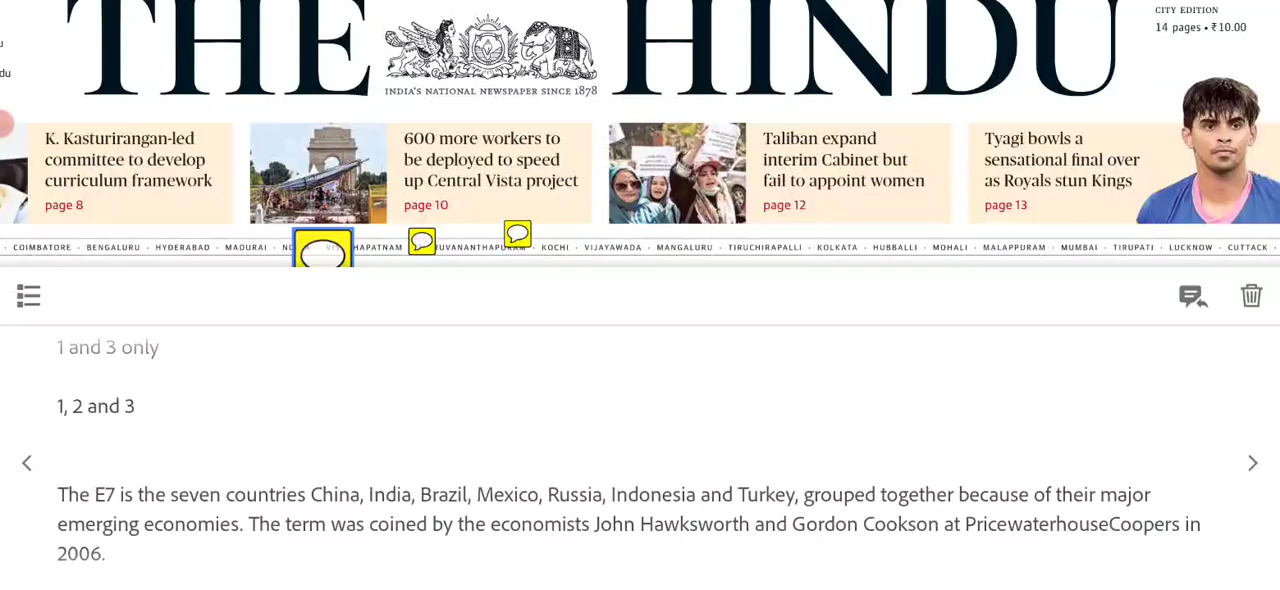 THE HINDU
INDIA'S NATIONAL NEWSPAPER SINCE 1878
CITY EDITION
14 pages • ₹10.00
du
K. Kasturirangan-led
committee to develop
curriculum framework
page 8
600 more workers to
be deployed to speed
up Central Vista project
page 10
Taliban expand
interim Cabinet but
fail to appoint women
page 12
Tyagi bowls a
sensational final over
as Royals stun Kings
page 13
· COIMBATORE · BENGALURU · HYDERABAD · MADURAI · NO HAPATNAM RUVANANTHAPURAM · KOCHI · VIJAYAWADA · MANGALURU · TIRUCHIRAPALLI · KOLKATA · HUBBALLI · MOHALI · MALAPPURAM · MUMBAI · TIRUPATI · LUCKNOW · CUTTACK ·
1 and 3 only
1, 2 and 3
The E7 is the seven countries China, India, Brazil, Mexico, Russia, Indonesia and Turkey, grouped together because of their major
emerging economies. The term was coined by the economists John Hawksworth and Gordon Cookson at PricewaterhouseCoopers in
2006.